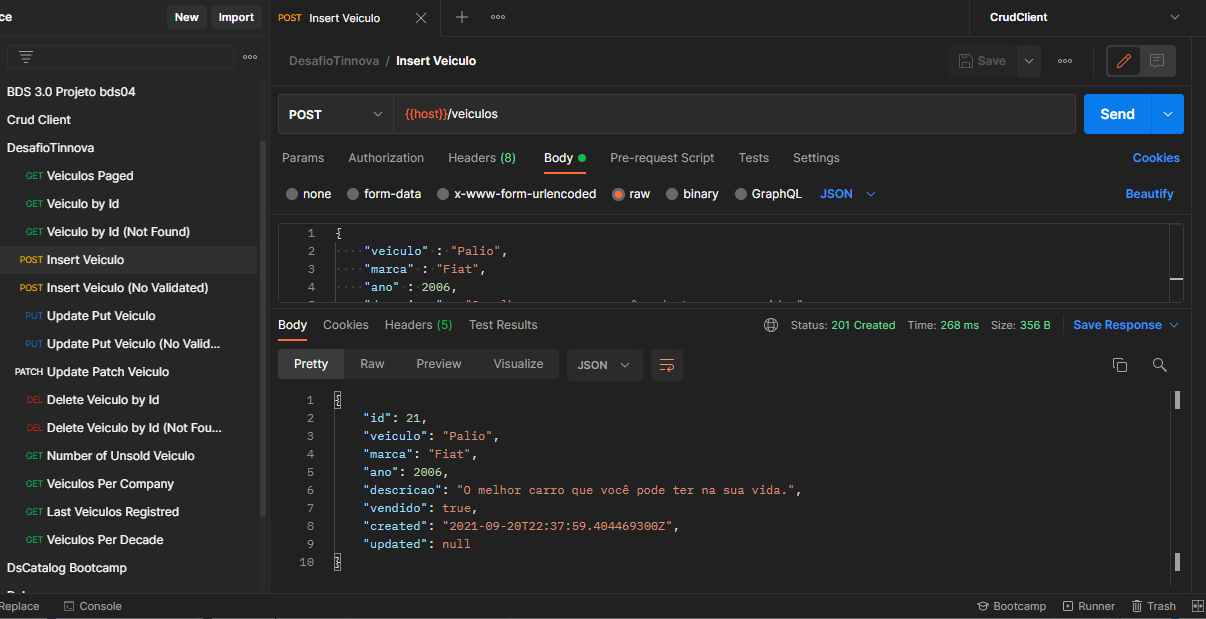 ce
New Import
BDS 3.0 Projeto bds04
Crud Client
DesafioTinnova
GET Veiculos Paged
GET Veiculo by Id
GET Veiculo by Id (Not Found)
POST Insert Veiculo
POST Insert Veiculo (No Validated)
PUT Update Put Veiculo
PUT Update Put Veiculo (No Valid...
PATCH Update Patch Veiculo
DEL Delete Veiculo by Id
DEL Delete Veiculo by Id (Not Fou...
GET Number of Unsold Veiculo
GET Veiculos Per Company
GET Last Veiculos Registred
GET Veiculos Per Decade
DsCatalog Bootcamp
POST Insert Veiculo
CrudClient
DesafioTinnova / Insert Veiculo
Save
POST {{host}}/veiculos
Send
Params Authorization Headers (8) Body Pre-request Script Tests Settings Cookies
none form-data x-www-form-urlencoded raw binary GraphQL JSON Beautify
1 {
2 "veiculo" : "Palio",
3 "marca" : "Fiat",
4 "ano" : 2006,
Body Cookies Headers (5) Test Results Status: 201 Created Time: 268 ms Size: 356 B Save Response
Pretty Raw Preview Visualize JSON
1 {
2 "id": 21,
3 "veiculo": "Palio",
4 "marca": "Fiat",
5 "ano": 2006,
6 "descricao": "O melhor carro que você pode ter na sua vida.",
7 "vendido": true,
8 "created": "2021-09-20T22:37:59.404469300Z",
9 "updated": null
10 }
Replace Console Bootcamp Runner Trash